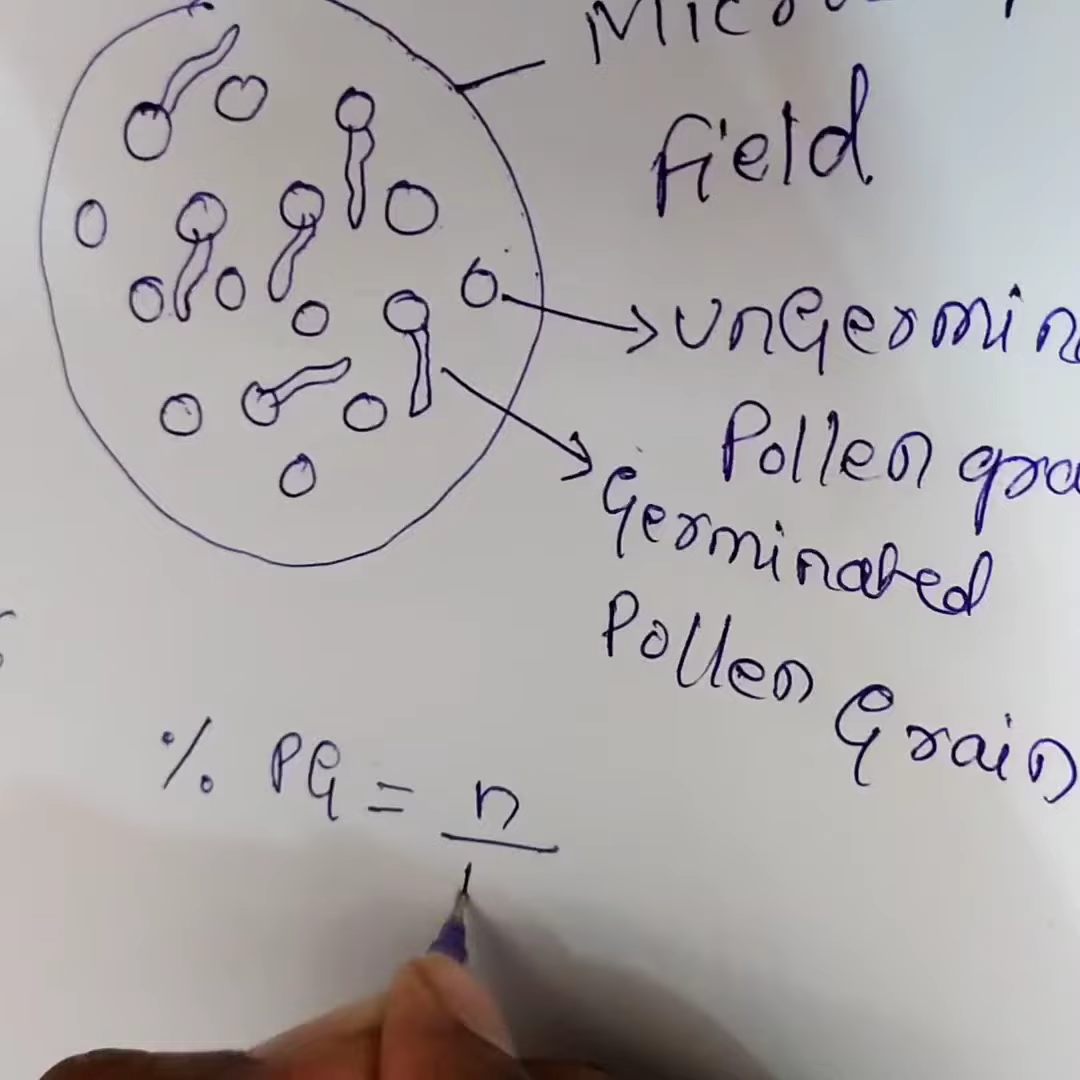 field
UnGermin
Pollen gra
Germinated
Pollen Grain
% PG = n